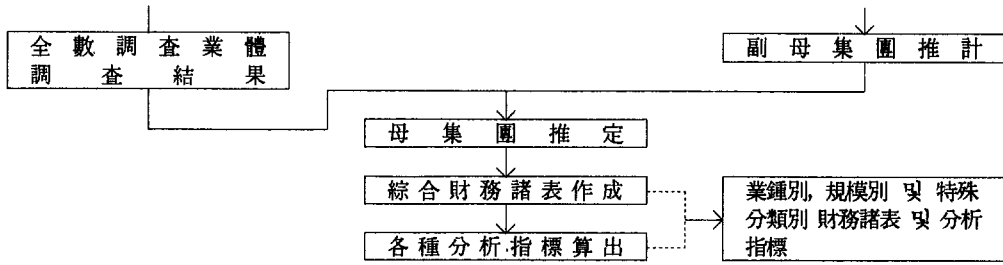 全數調査業體
調査結果
副母集團推計
母集團推定
綜合財務諸表作成
各種分析指標算出
業鍾別, 規模別 및 特殊
分類別 財務諸表 및 分析
指標